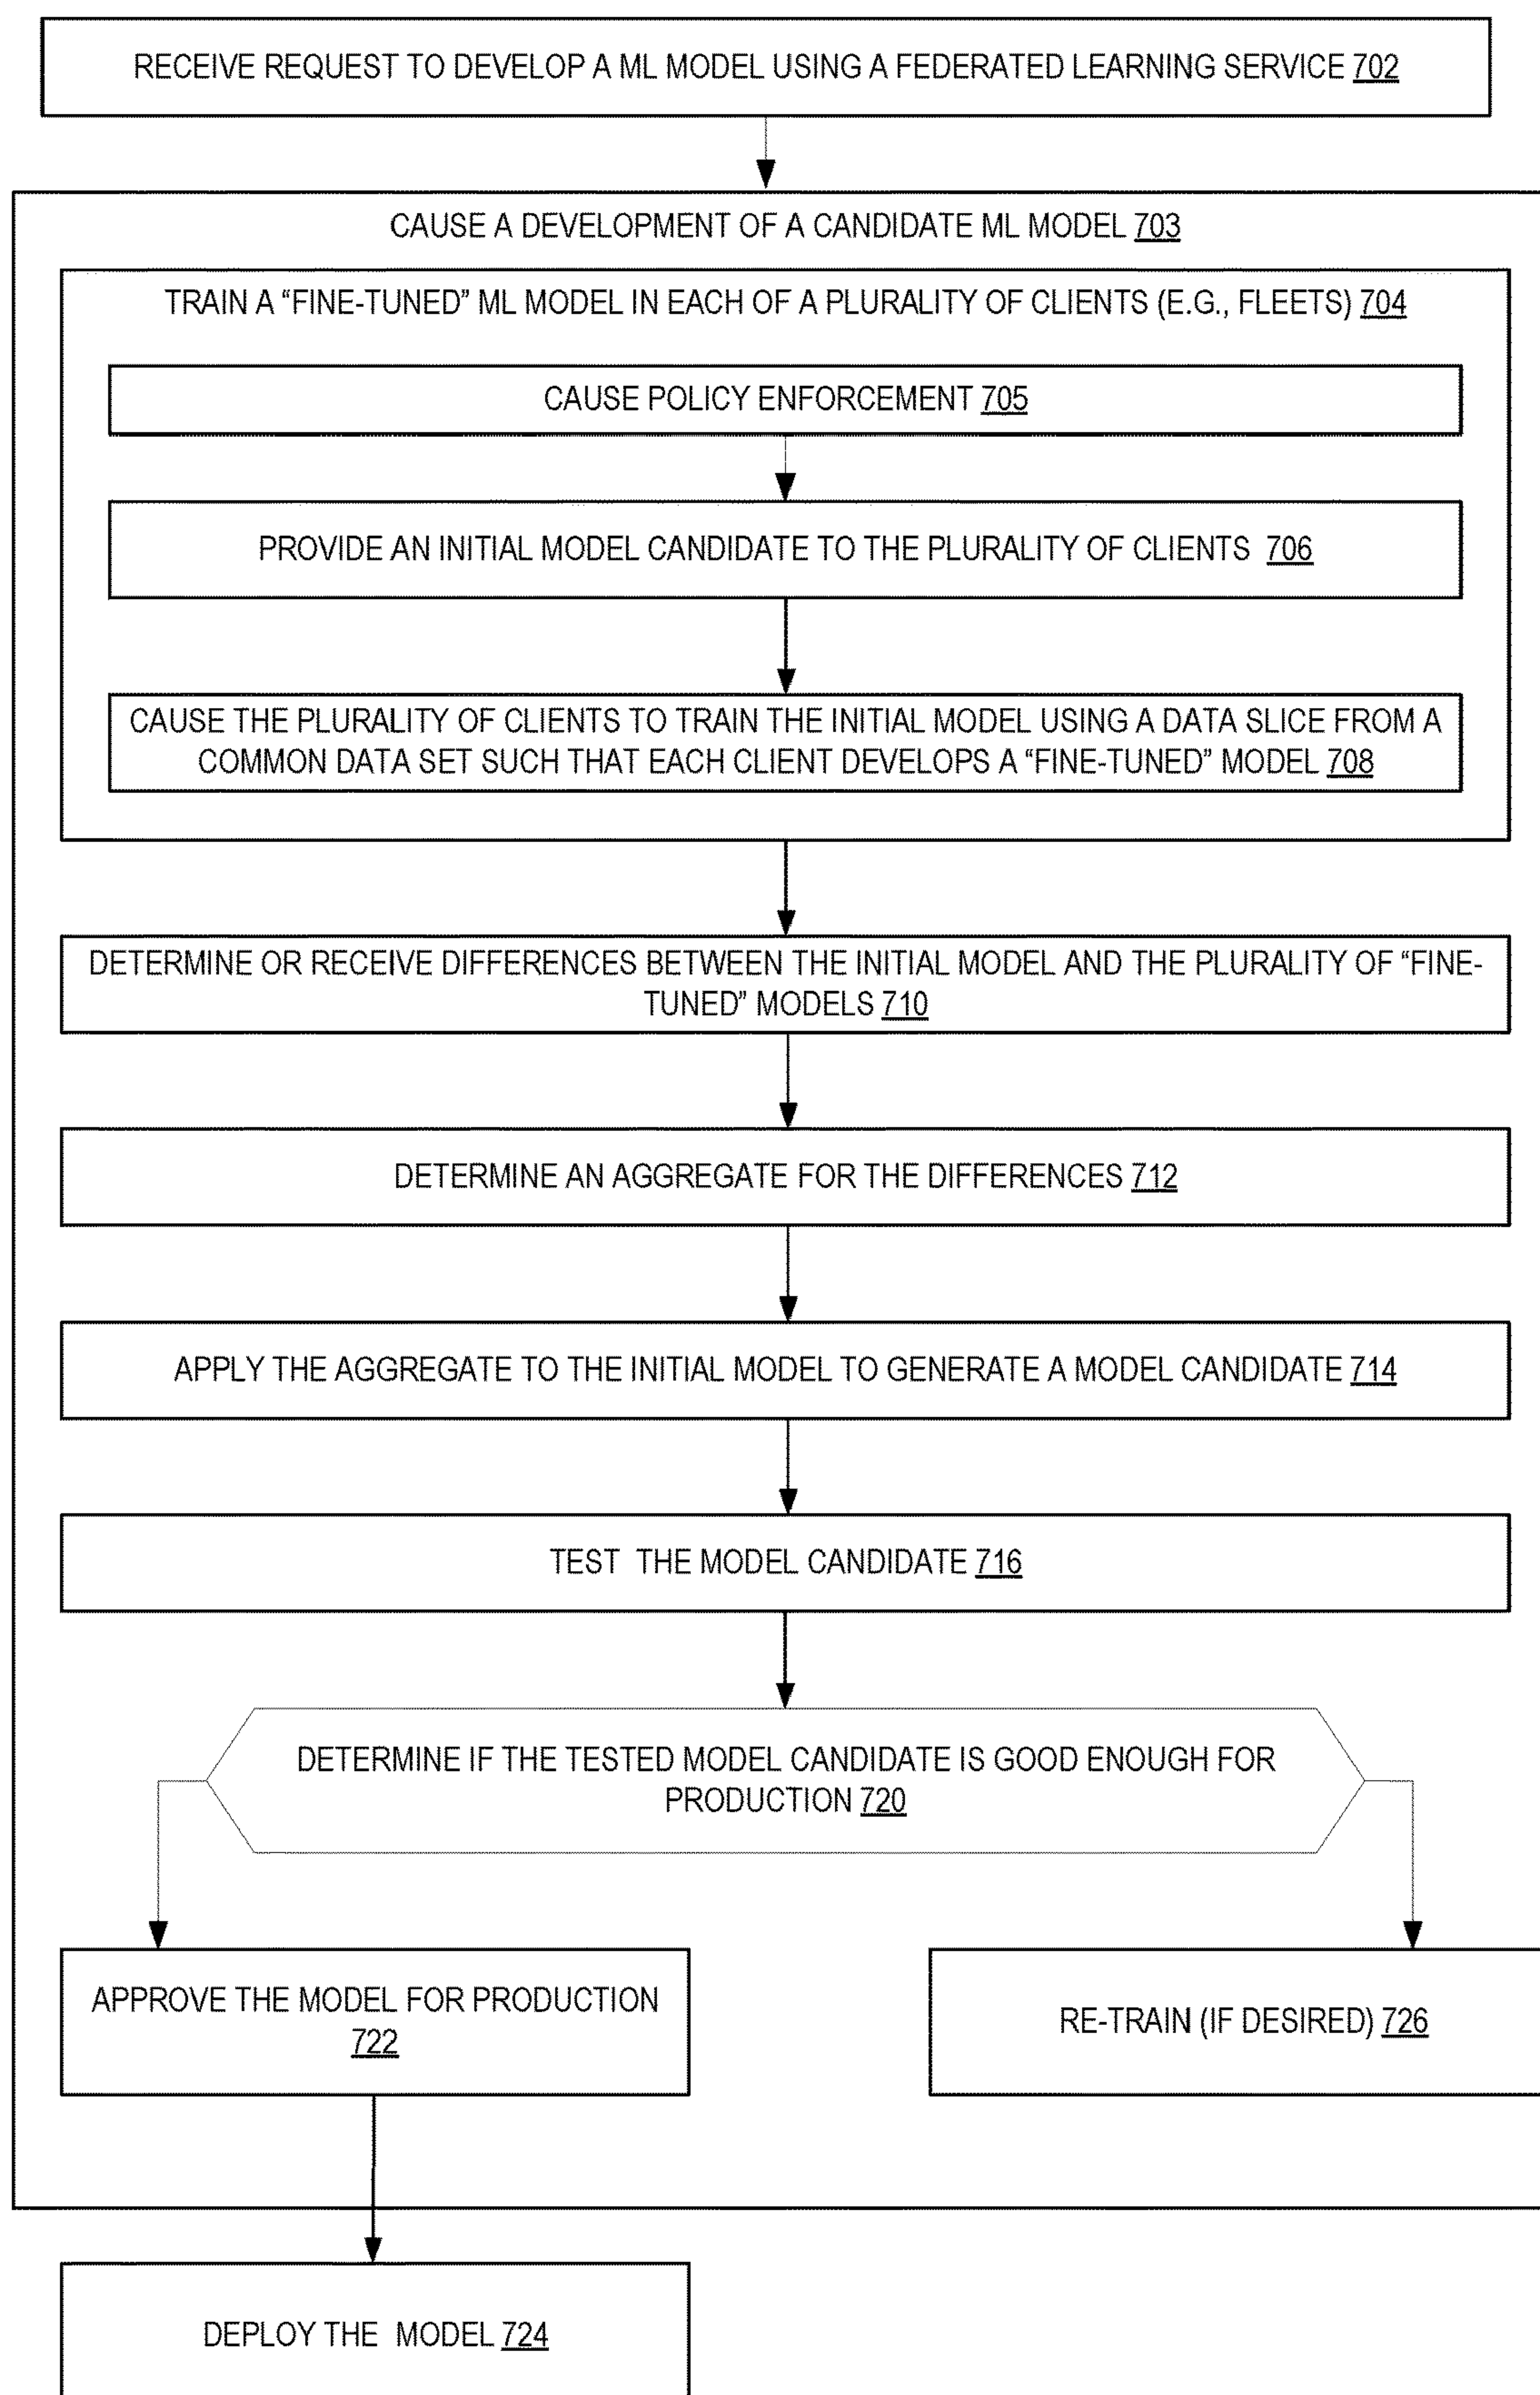 RECEIVE REQUEST TO DEVELOP A ML MODEL USING A FEDERATED LEARNING SERVICE 702
CAUSE A DEVELOPMENT OF A CANDIDATE ML MODEL 703
TRAIN A “FINE-TUNED” ML MODEL IN EACH OF A PLURALITY OF CLIENTS (E.G., FLEETS) 704
CAUSE POLICY ENFORCEMENT 705
PROVIDE AN INITIAL MODEL CANDIDATE TO THE PLURALITY OF CLIENTS 706
CAUSE THE PLURALITY OF CLIENTS TO TRAIN THE INITIAL MODEL USING A DATA SLICE FROM A
COMMON DATA SET SUCH THAT EACH CLIENT DEVELOPS A “FINE-TUNED” MODEL 708
DETERMINE OR RECEIVE DIFFERENCES BETWEEN THE INITIAL MODEL AND THE PLURALITY OF “FINE-
TUNED” MODELS 710
DETERMINE AN AGGREGATE FOR THE DIFFERENCES 712
APPLY THE AGGREGATE TO THE INITIAL MODEL TO GENERATE A MODEL CANDIDATE 714
TEST THE MODEL CANDIDATE 716
DETERMINE IF THE TESTED MODEL CANDIDATE IS GOOD ENOUGH FOR
PRODUCTION 720
APPROVE THE MODEL FOR PRODUCTION
722
RE-TRAIN (IF DESIRED) 726
DEPLOY THE MODEL 724